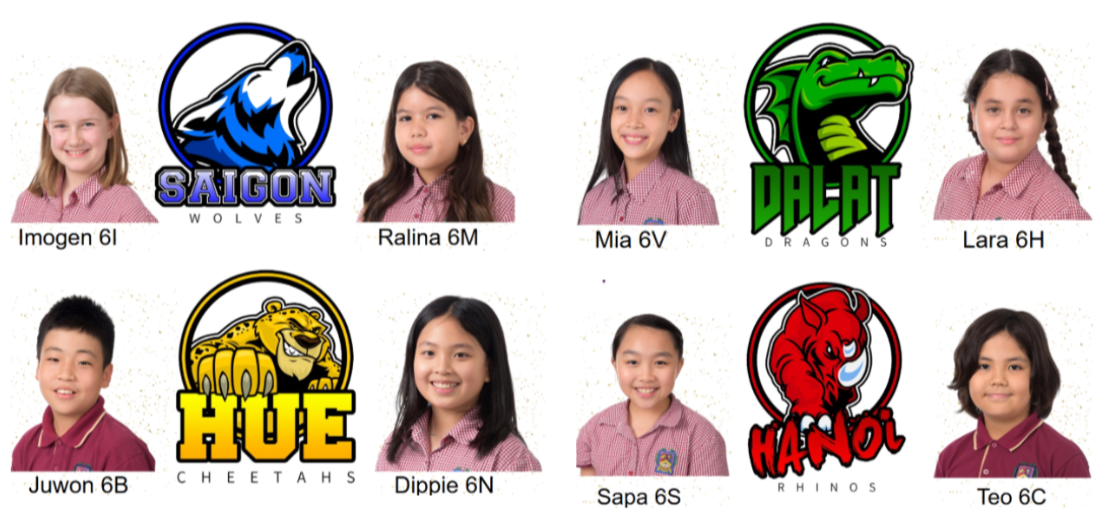 SAIGON
WOLVES
Imogen 6I
Ralina 6M
DALAT
DRAGONS
Mia 6V
Lara 6H
HUE
CHEETAHS
Juwon 6B
Dippie 6N
HANOi
RHINOS
Sapa 6S
Teo 6C